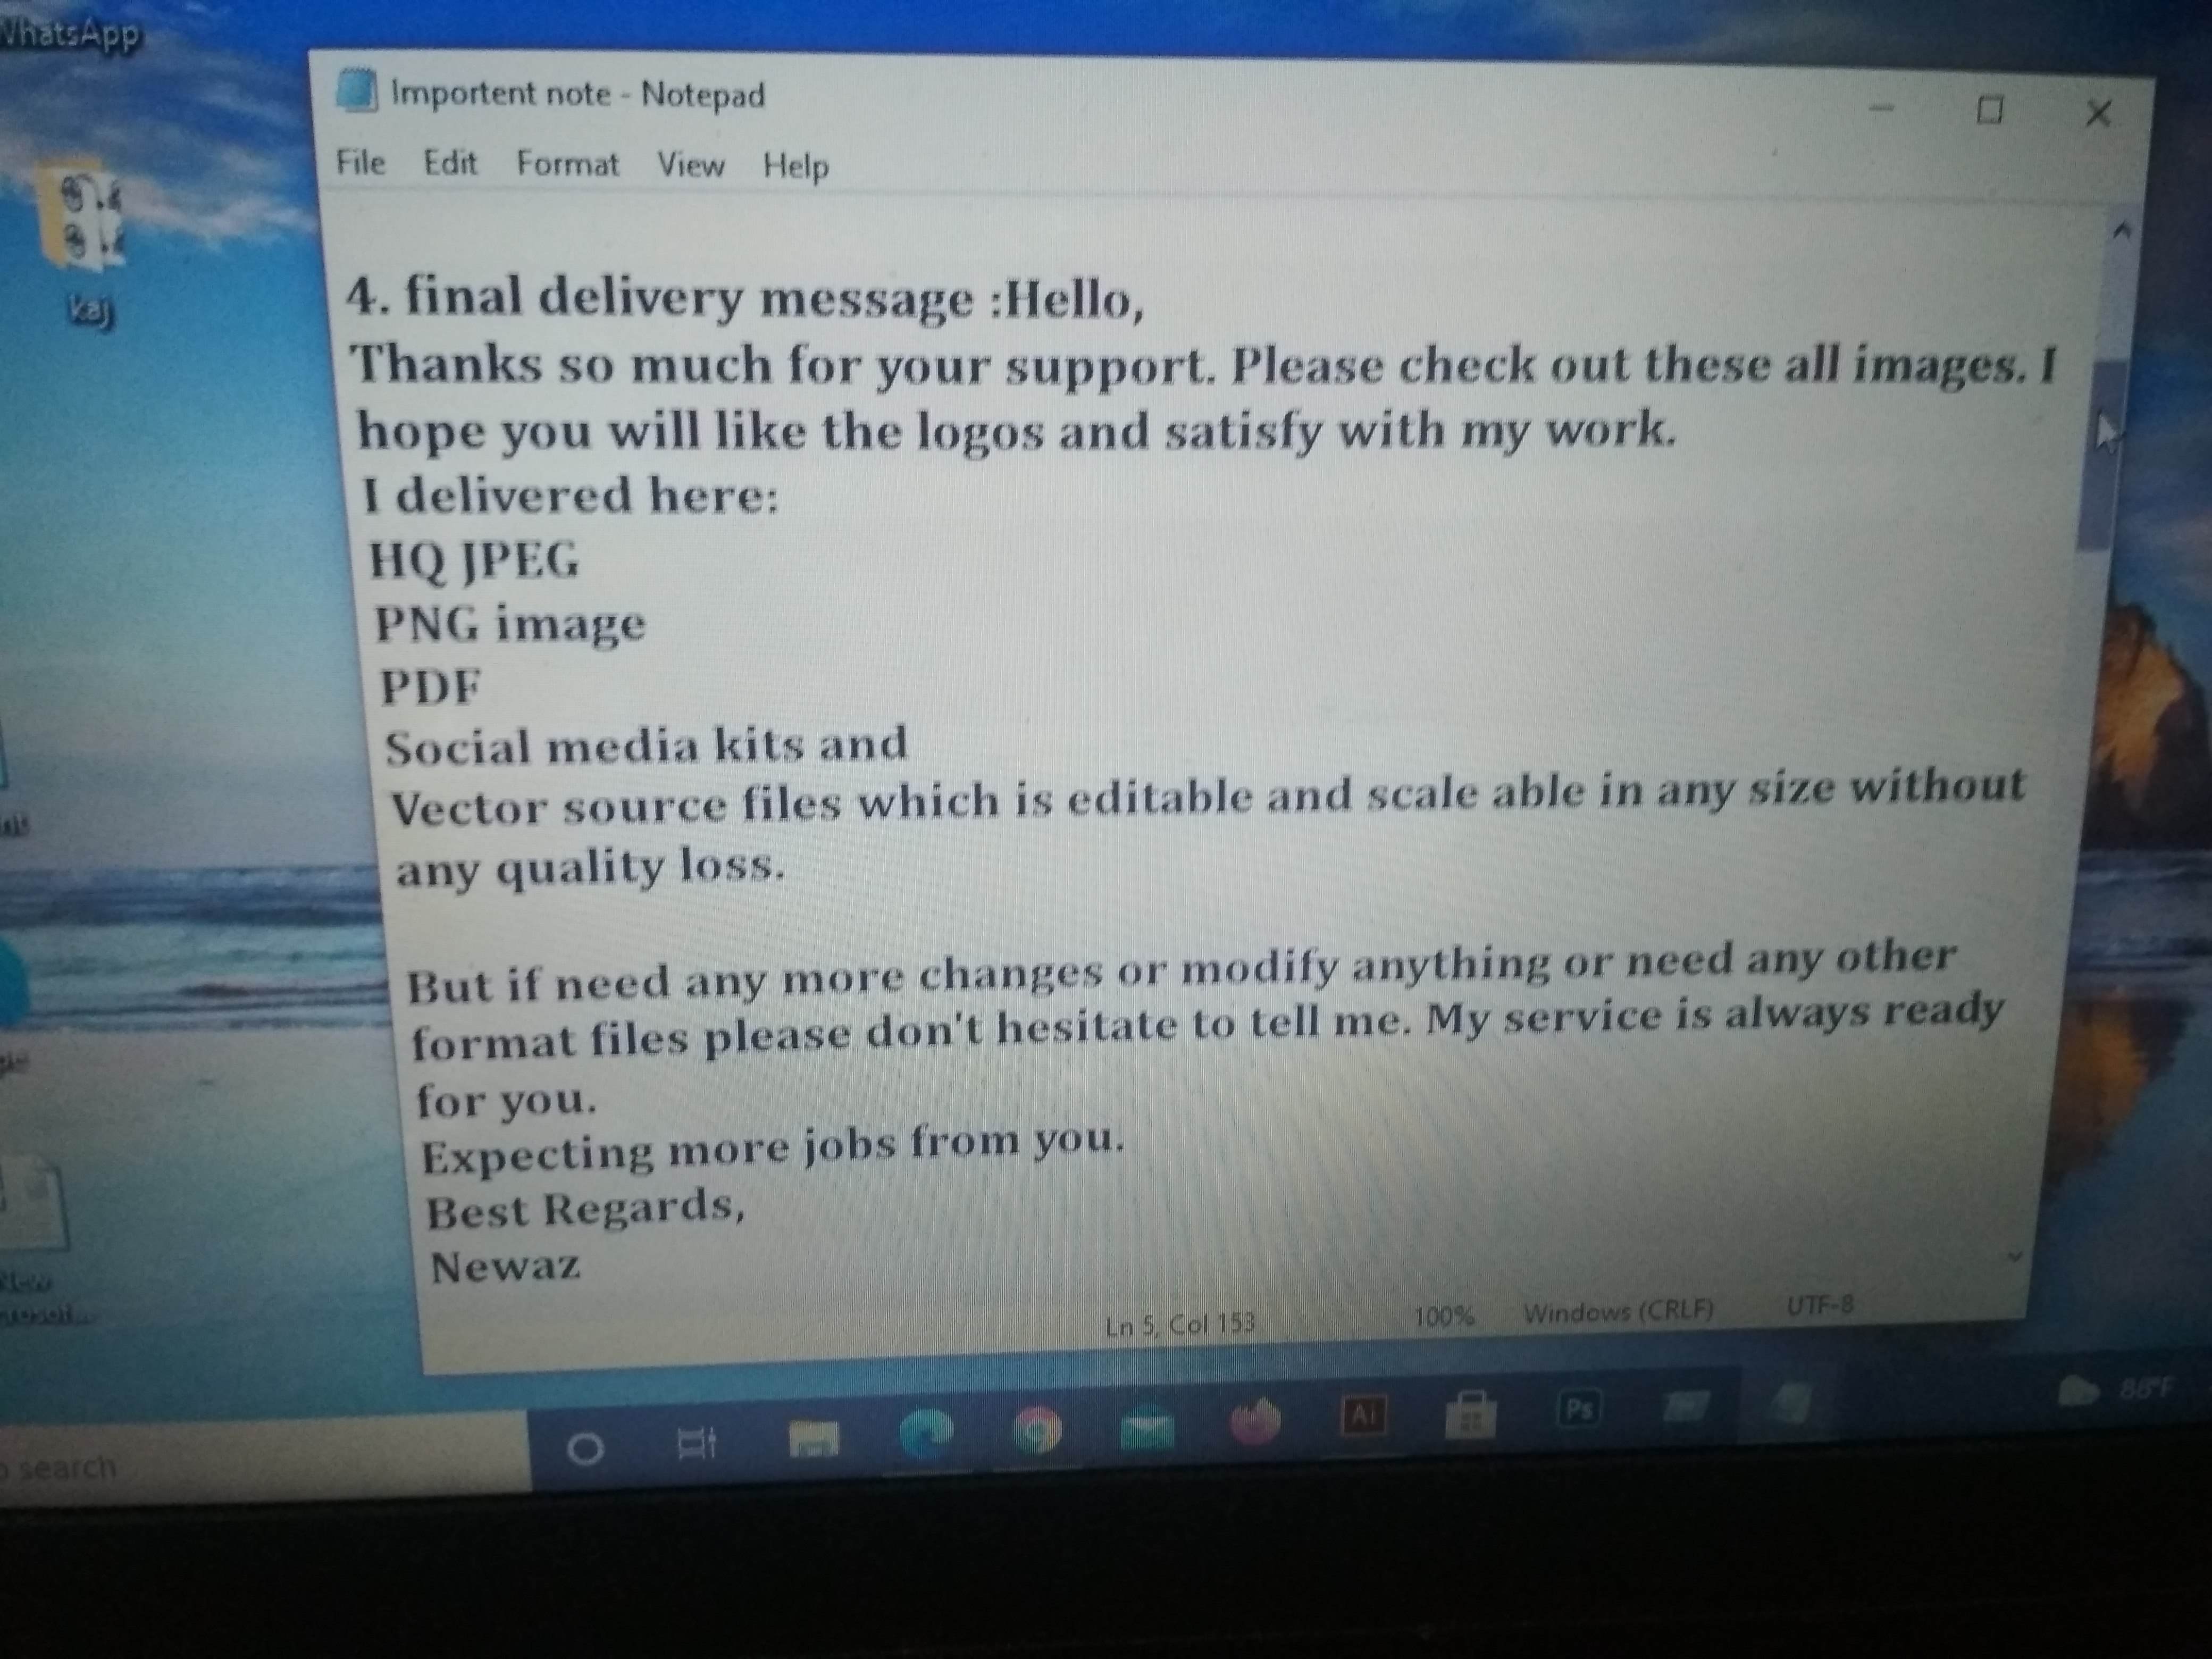 WhatsApp
Importent note - Notepad
File Edit Format View Help
kaj
4. final delivery message :Hello,
Thanks so much for your support. Please check out these all images. I
hope you will like the logos and satisfy with my work.
I delivered here:
HQ JPEG
PNG image
PDF
Social media kits and
Vector source files which is editable and scale able in any size without
any quality loss.
But if need any more changes or modify anything or need any other
format files please don't hesitate to tell me. My service is always ready
for you.
Expecting more jobs from you.
Best Regards,
Newaz
New
Ln 5, Col 153 100% Windows (CRLF) UTF-8
search
Ai
Ps
86°F